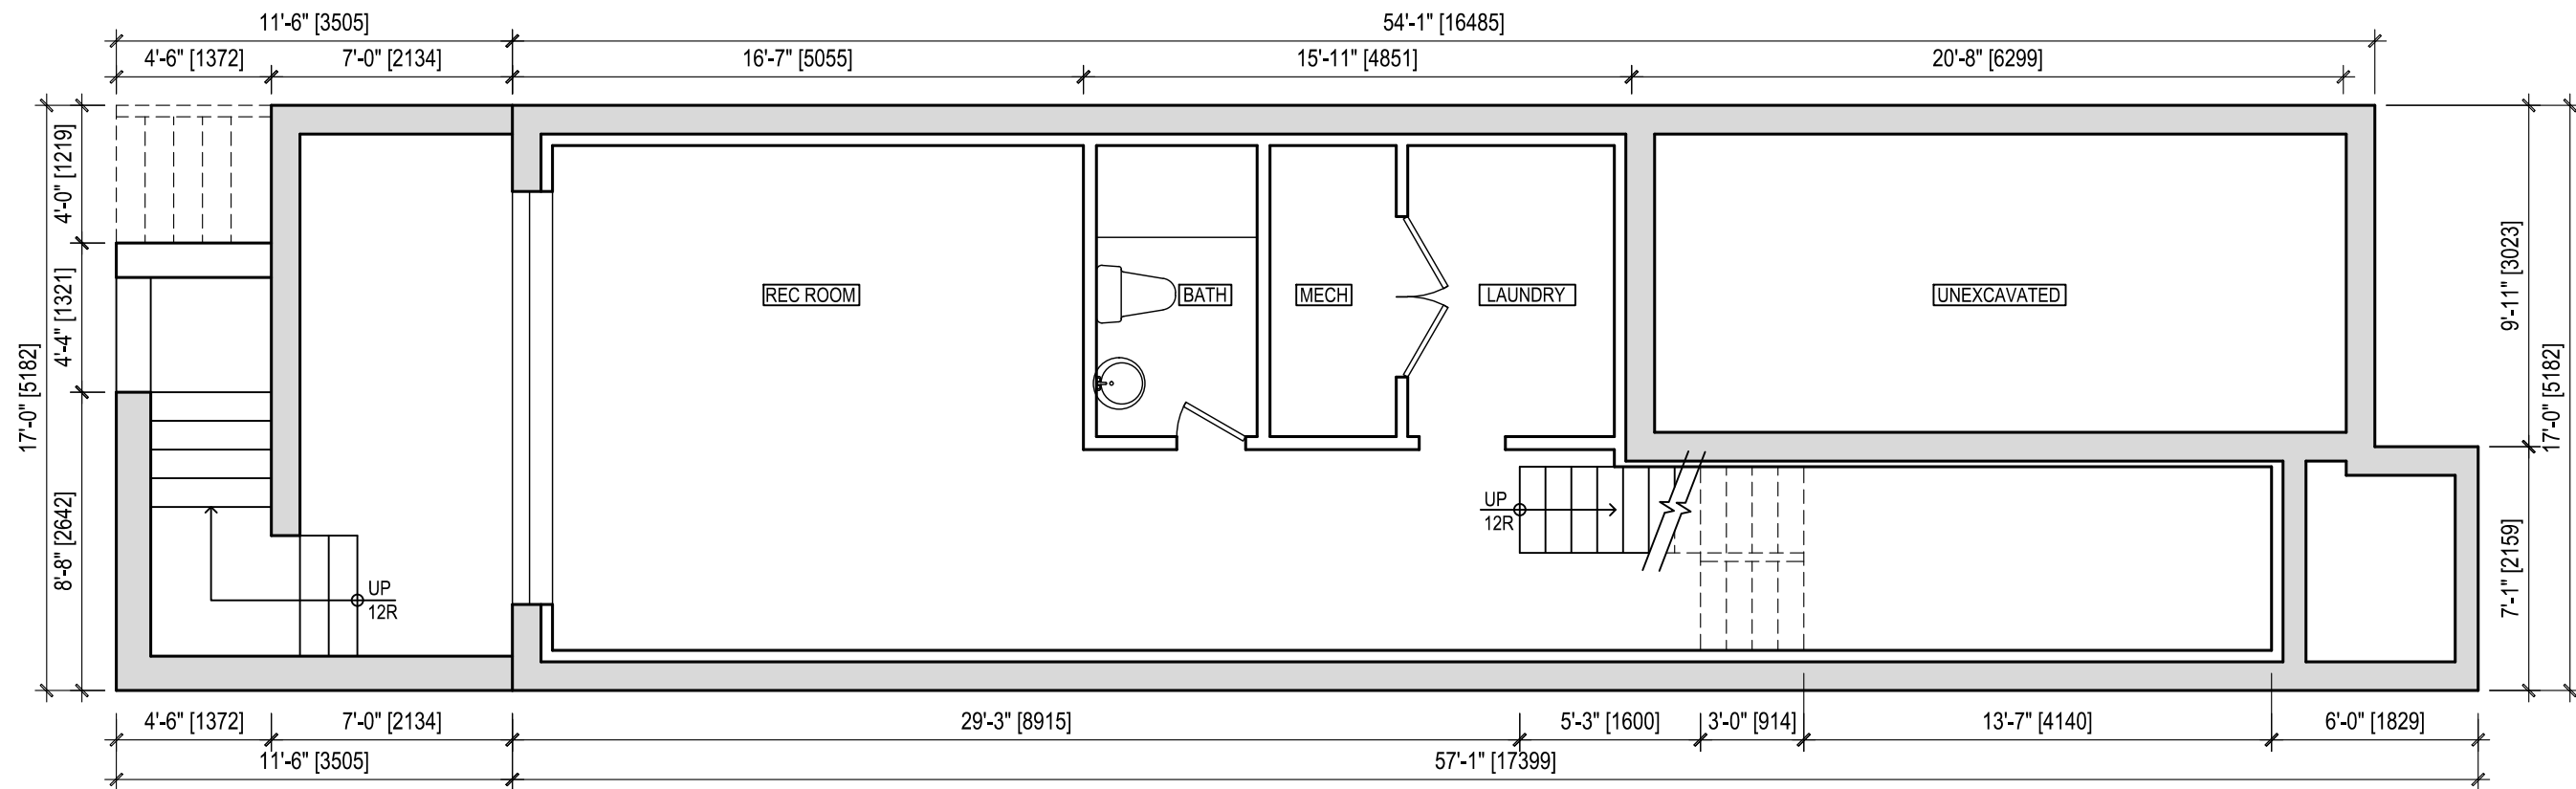 11'-6" [3505]
54'-1" [16485]
4'-6" [1372]
7'-0" [2134]
16'-7" [5055]
15'-11" [4851]
20'-8" [6299]
17'-0" [5182]
4'-0" [1219]
4'-4" [1321]
8'-8" [2642]
REC ROOM
BATH
MECH
LAUNDRY
UNEXCAVATED
UP
12R
UP
12R
9'-11" [3023]
7'-1" [2159]
17'-0" [5182]
4'-6" [1372]
7'-0" [2134]
29'-3" [8915]
5'-3" [1600]
3'-0" [914]
13'-7" [4140]
6'-0" [1829]
11'-6" [3505]
57'-1" [17399]